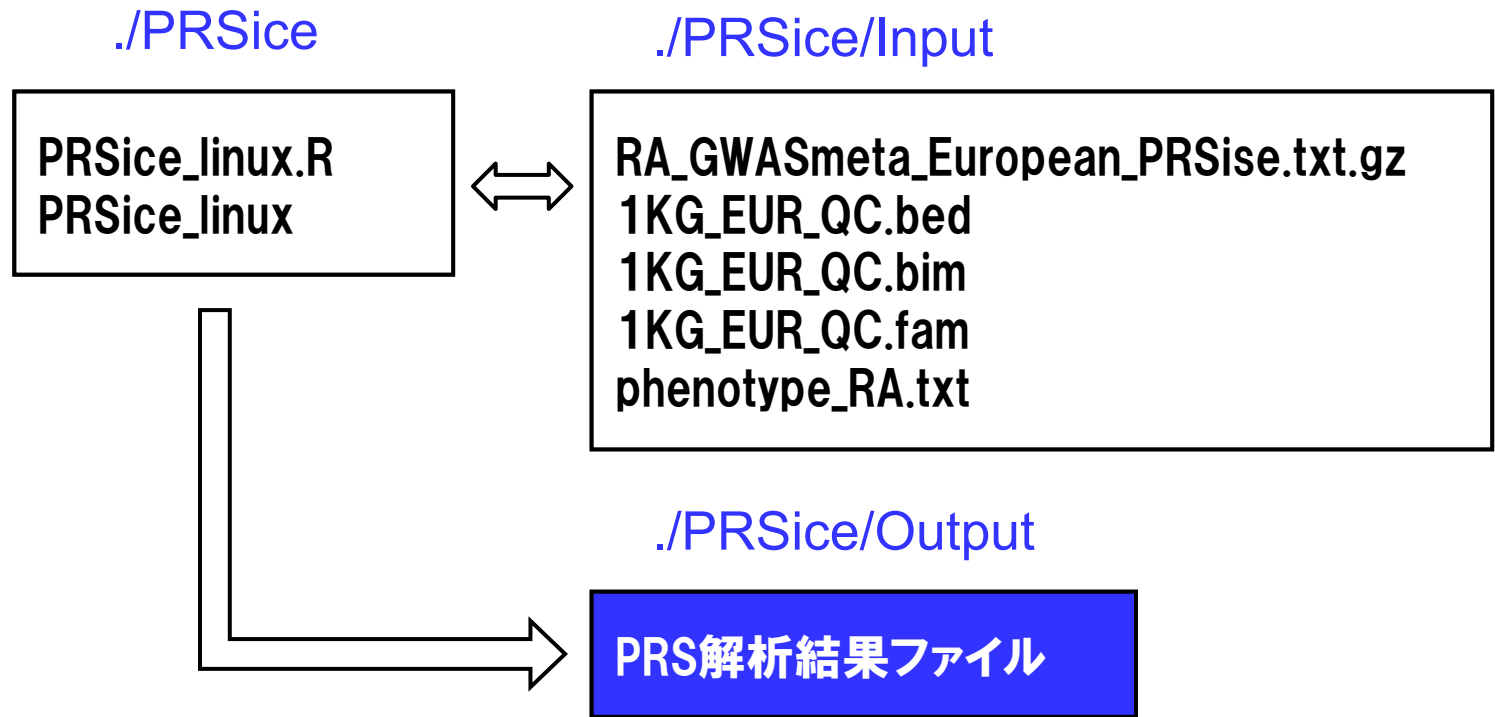 ./PRSice
PRSice_linux.R
PRSice_linux
./PRSice/Input
RA_GWASmeta_European_PRSise.txt.gz
1KG_EUR_QC.bed
1KG_EUR_QC.bim
1KG_EUR_QC.fam
phenotype_RA.txt
./PRSice/Output
PRS解析結果ファイル